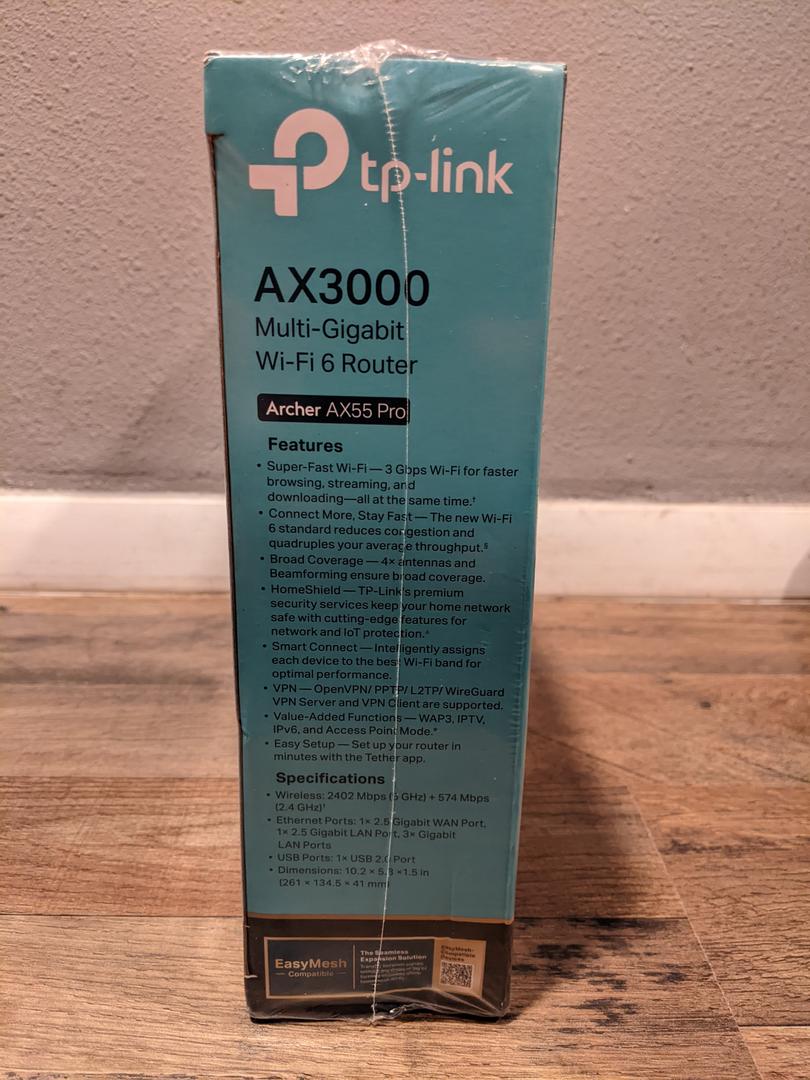 tp-link
AX3000
Multi-Gigabit
Wi-Fi 6 Router
Archer AX55 Pro
Features
• Super-Fast Wi-Fi — 3 Gbps Wi-Fi for faster
browsing, streaming, and
downloading—all at the same time.†
• Connect More, Stay Fast — The new Wi-Fi
6 standard reduces congestion and
quadruples your average throughput.§
• Broad Coverage — 4× antennas and
Beamforming ensure broad coverage.
• HomeShield — TP-Link's premium
security services keep your home network
safe with cutting-edge features for
network and IoT protection.
• Smart Connect — Intelligently assigns
each device to the best Wi-Fi band for
optimal performance.
• VPN — OpenVPN/ PPTP/ L2TP/ WireGuard
VPN Server and VPN Client are supported.
• Value-Added Functions — WAP3, IPTV,
IPv6, and Access Point Mode.*
• Easy Setup — Set up your router in
minutes with the Tether app.
Specifications
• Wireless: 2402 Mbps (5 GHz) + 574 Mbps
(2.4 GHz)†
• Ethernet Ports: 1× 2.5 Gigabit WAN Port,
1× 2.5 Gigabit LAN Port, 3× Gigabit
LAN Ports
• USB Ports: 1× USB 2.0 Port
• Dimensions: 10.2 × 5.3 ×1.5 in
(261 × 134.5 × 41 mm)
EasyMesh
Compatible
The Seamless
Expansion Solution
EasyMesh-
Compatible
Devices